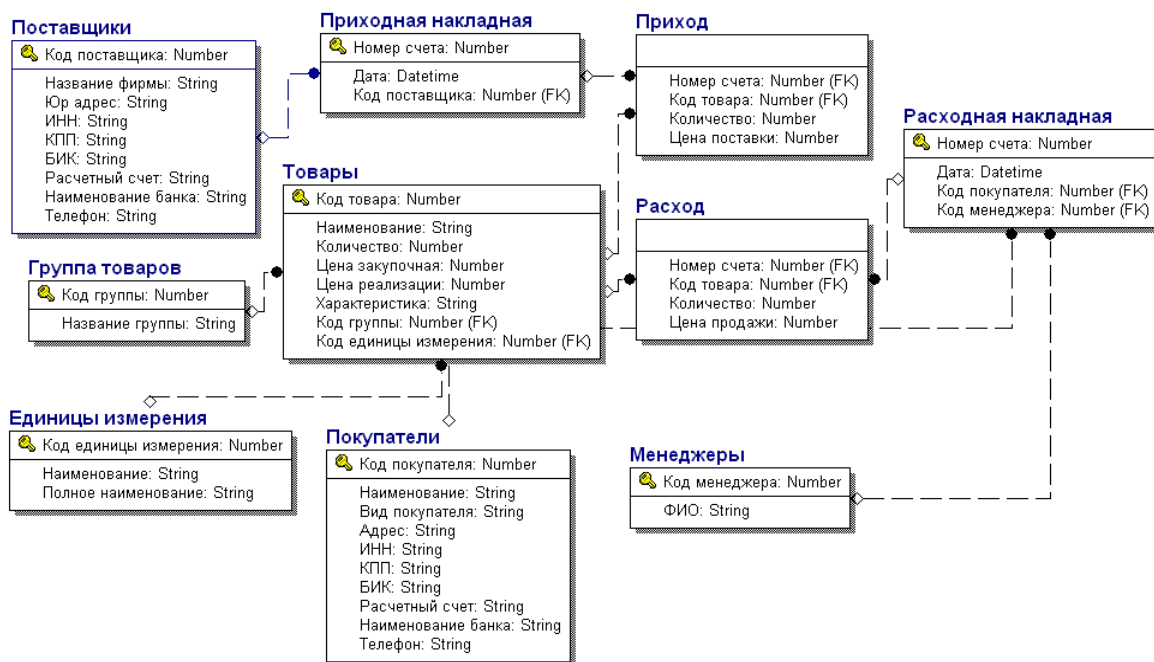 Поставщики
Код поставщика: Number
Название фирмы: String
Юр адрес: String
ИНН: String
КПП: String
БИК: String
Расчетный счет: String
Наименование банка: String
Телефон: String
Приходная накладная
Номер счета: Number
Дата: Datetime
Код поставщика: Number (FK)
Приход
Номер счета: Number (FK)
Код товара: Number (FK)
Количество: Number
Цена поставки: Number
Расходная накладная
Номер счета: Number
Дата: Datetime
Код покупателя: Number (FK)
Код менеджера: Number (FK)
Товары
Код товара: Number
Наименование: String
Количество: Number
Цена закупочная: Number
Цена реализации: Number
Характеристика: String
Код группы: Number (FK)
Код единицы измерения: Number (FK)
Расход
Номер счета: Number (FK)
Код товара: Number (FK)
Количество: Number
Цена продажи: Number
Группа товаров
Код группы: Number
Название группы: String
Единицы измерения
Код единицы измерения: Number
Наименование: String
Полное наименование: String
Покупатели
Код покупателя: Number
Наименование: String
Вид покупателя: String
Адрес: String
ИНН: String
КПП: String
БИК: String
Расчетный счет: String
Наименование банка: String
Телефон: String
Менеджеры
Код менеджера: Number
ФИО: String